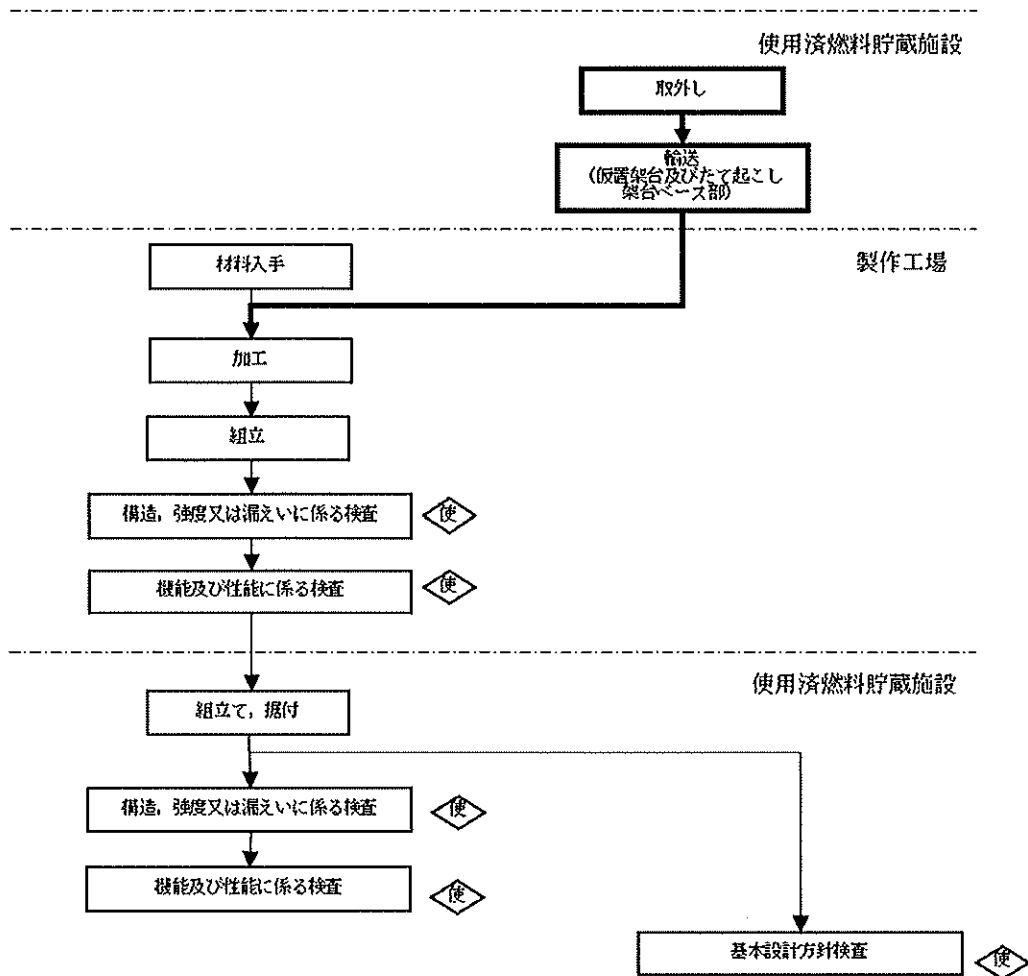 使用済燃料貯蔵施設
取外し
輸送
(仮置架台及びたて起こし
架台ベース部)
製作工場
材料入手
加工
組立
構造，強度又は漏えいに係る検査
使
機能及び性能に係る検査
使
使用済燃料貯蔵施設
組立て，据付
構造，強度又は漏えいに係る検査
使
機能及び性能に係る検査
使
基本設計方針検査
使